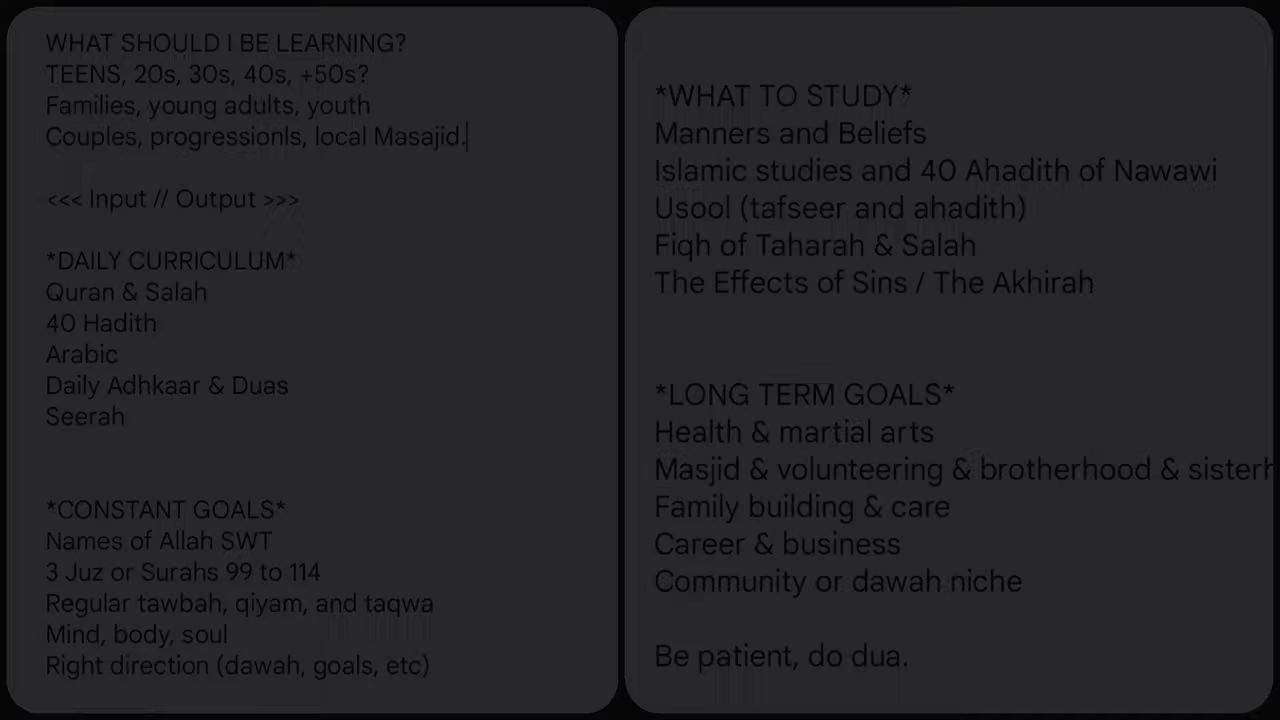 WHAT SHOULD I BE LEARNING?
TEENS, 20s, 30s, 40s, +50s?
Families, young adults, youth
Couples, progressionls, local Masajid.
<<< Input // Output >>>
*DAILY CURRICULUM*
Quran & Salah
40 Hadith
Arabic
Daily Adhkaar & Duas
Seerah
*CONSTANT GOALS*
Names of Allah SWT
3 Juz or Surahs 99 to 114
Regular tawbah, qiyam, and taqwa
Mind, body, soul
Right direction (dawah, goals, etc)
*WHAT TO STUDY*
Manners and Beliefs
Islamic studies and 40 Ahadith of Nawawi
Usool (tafseer and ahadith)
Fiqh of Taharah & Salah
The Effects of Sins / The Akhirah
*LONG TERM GOALS*
Health & martial arts
Masjid & volunteering & brotherhood & sisterh
Family building & care
Career & business
Community or dawah niche
Be patient, do dua.